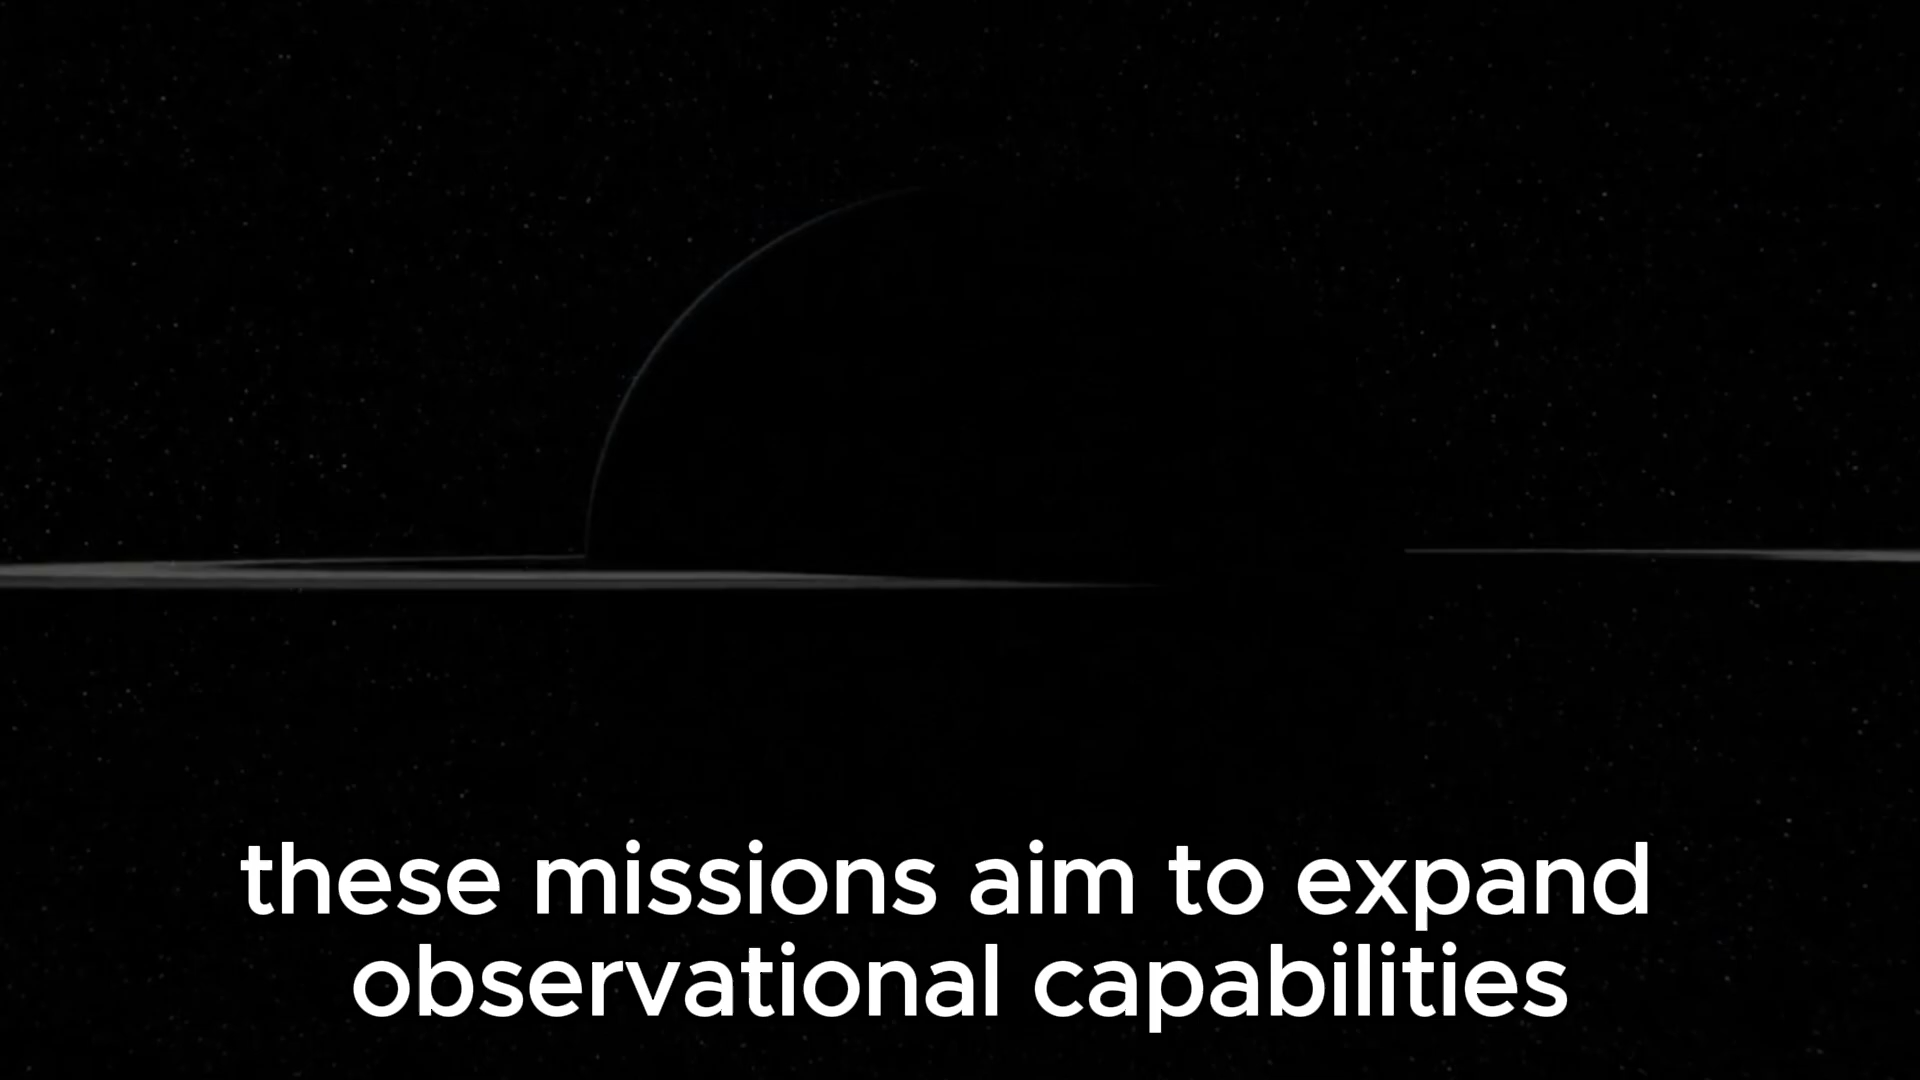 these missions aim to expand
observational capabilities